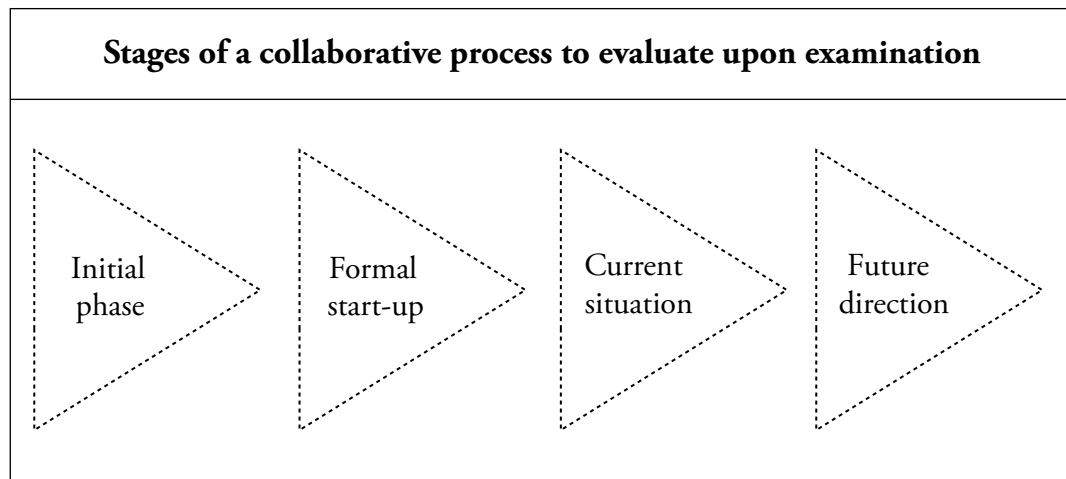 Stages of a collaborative process to evaluate upon examination
Initial
phase
Formal
start-up
Current
situation
Future
direction